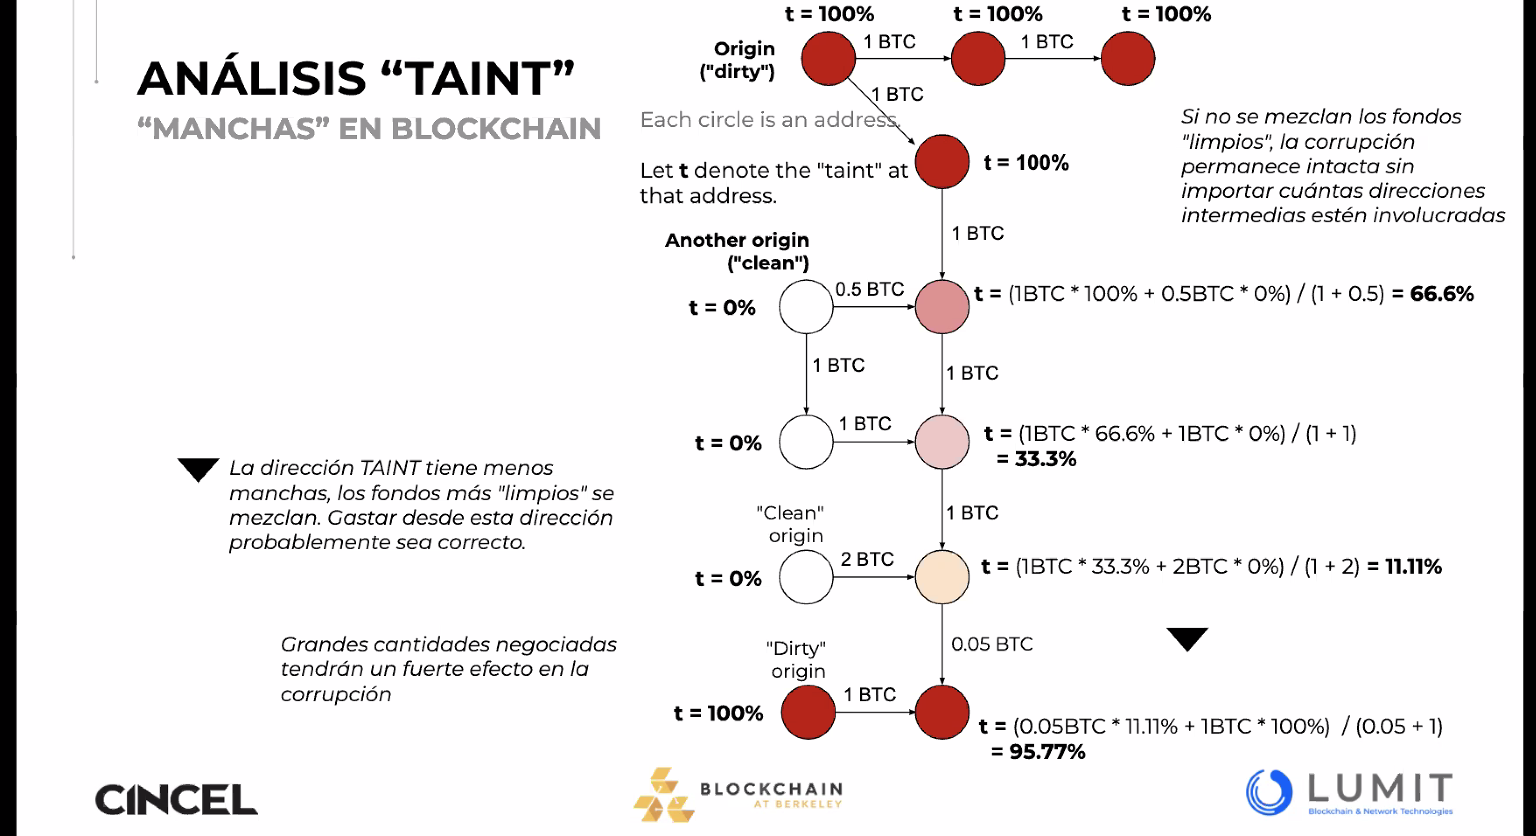 t = 100%
t = 100%
t = 100%
Origin
("dirty")
1 BTC
1 BTC
ANÁLISIS “TAINT”
“MANCHAS” EN BLOCKCHAIN
1 BTC
Each circle is an address.
Let t denote the "taint" at
that address.
t = 100%
Si no se mezclan los fondos
"limpios", la corrupción
permanece intacta sin
importar cuántas direcciones
intermedias estén involucradas
1 BTC
Another origin
("clean")
t = 0%
0.5 BTC
t = (1BTC * 100% + 0.5BTC * 0%) / (1 + 0.5) = 66.6%
1 BTC
1 BTC
t = 0%
1 BTC
t = (1BTC * 66.6% + 1BTC * 0%) / (1 + 1)
= 33.3%
La dirección TAINT tiene menos
manchas, los fondos más "limpios" se
mezclan. Gastar desde esta dirección
probablemente sea correcto.
1 BTC
"Clean"
origin
t = 0%
2 BTC
t = (1BTC * 33.3% + 2BTC * 0%) / (1 + 2) = 11.11%
Grandes cantidades negociadas
tendrán un fuerte efecto en la
corrupción
0.05 BTC
"Dirty"
origin
t = 100%
1 BTC
t = (0.05BTC * 11.11% + 1BTC * 100%) / (0.05 + 1)
= 95.77%
CINCEL
BLOCKCHAIN
AT BERKELEY
LUMIT
Blockchain & Network Technologies